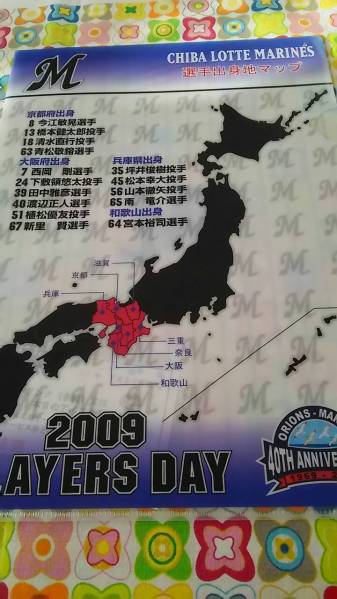 M
CHIBA LOTTE MARINES
選手出身地マップ
京都府出身
8 今江敏晃選手
13 橋本健太郎投手
18 清水直行投手
63 青松敬鎔選手
大阪府出身
7 西岡 剛選手
24 下敷領悠太投手
39 田中雅彦選手
40 渡辺正人選手
51 植松優友投手
67 新里 賢選手
兵庫県出身
35 坪井俊樹投手
45 松本幸大投手
56 山本徹矢投手
65 南 竜介選手
和歌山出身
64 宮本裕司選手
滋賀
京都
兵庫
三重
奈良
大阪
和歌山
2009
LAYERS DAY
ORIONS-MA
40TH ANNIVE
1969 - 2